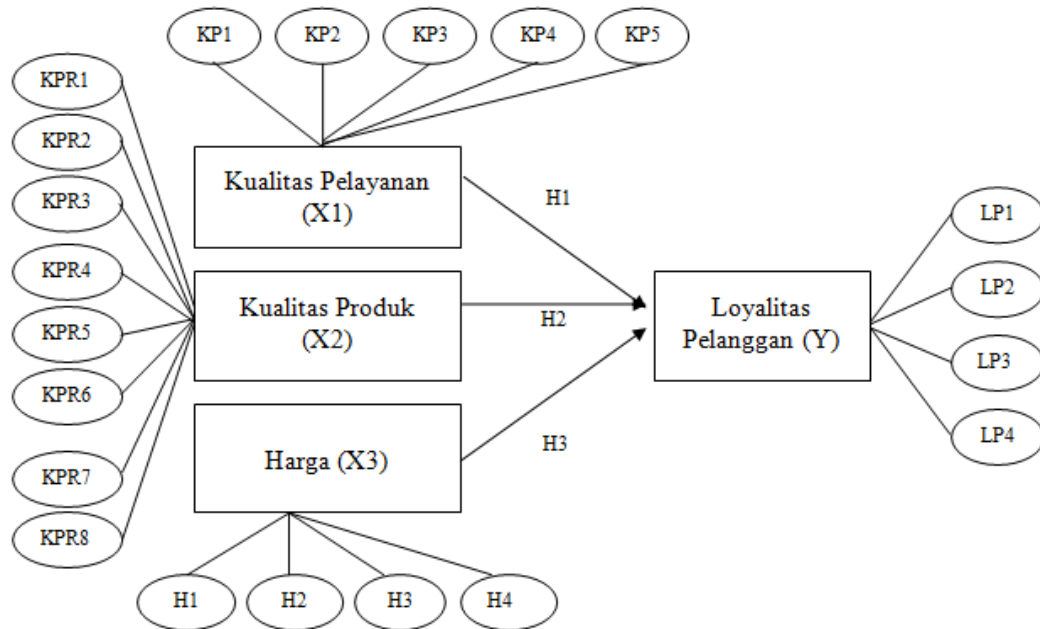 KP1
KP2
KP3
KP4
KP5
KPR1
KPR2
KPR3
KPR4
KPR5
KPR6
KPR7
KPR8
Kualitas Pelayanan
(X1)
Kualitas Produk
(X2)
Harga (X3)
H1
H2
H3
Loyalitas
Pelanggan (Y)
LP1
LP2
LP3
LP4
H1
H2
H3
H4